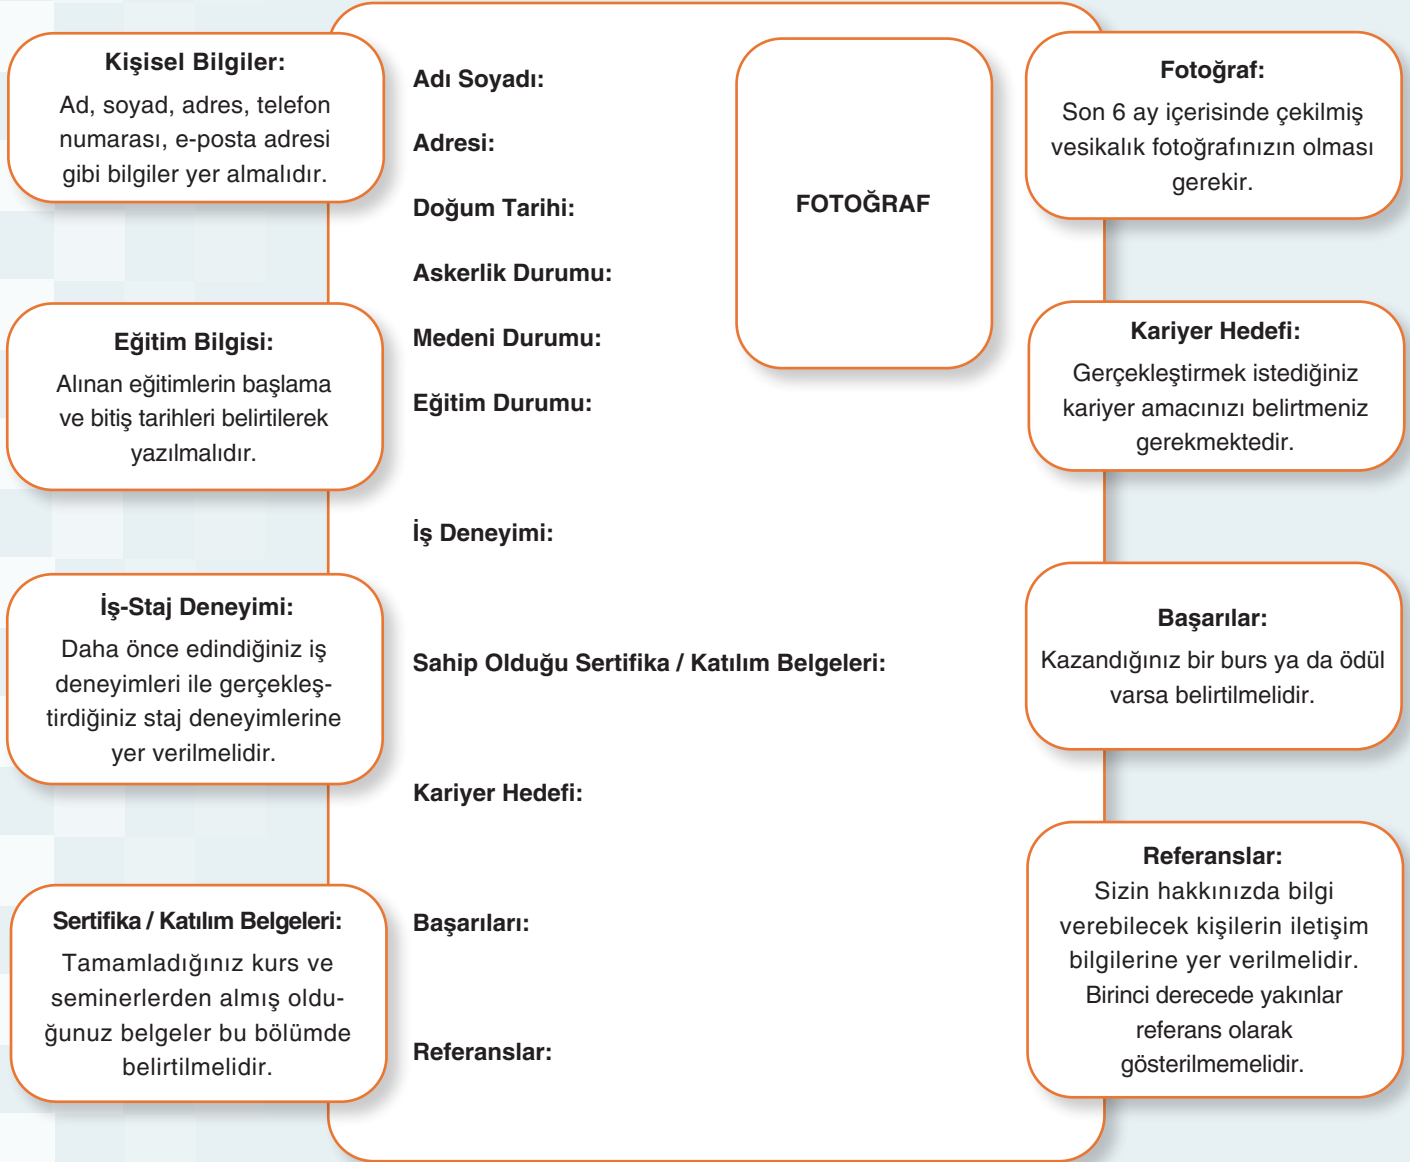 Kişisel Bilgiler:
Ad, soyad, adres, telefon
numarası, e-posta adresi
gibi bilgiler yer almalıdır.
Eğitim Bilgisi:
Alınan eğitimlerin başlama
ve bitiş tarihleri belirtilerek
yazılmalıdır.
İş-Staj Deneyimi:
Daha önce edindiğiniz iş
deneyimleri ile gerçekleş-
tirdiğiniz staj deneyimlerine
yer verilmelidir.
Sertifika / Katılım Belgeleri:
Tamamladığınız kurs ve
seminerlerden almış oldu-
ğunuz belgeler bu bölümde
belirtilmelidir.
Adı Soyadı:
Adresi:
Doğum Tarihi:
Askerlik Durumu:
Medeni Durumu:
Eğitim Durumu:
İş Deneyimi:
Sahip Olduğu Sertifika / Katılım Belgeleri:
Kariyer Hedefi:
Başarıları:
Referanslar:
FOTOĞRAF
Fotoğraf:
Son 6 ay içerisinde çekilmiş
vesikalık fotoğrafınızın olması
gerekir.
Kariyer Hedefi:
Gerçekleştirmek istediğiniz
kariyer amacınızı belirtmeniz
gerekmektedir.
Başarılar:
Kazandığınız bir burs ya da ödül
varsa belirtilmelidir.
Referanslar:
Sizin hakkınızda bilgi
verebilecek kişilerin iletişim
bilgilerine yer verilmelidir.
Birinci derecede yakınlar
referans olarak
gösterilmemelidir.